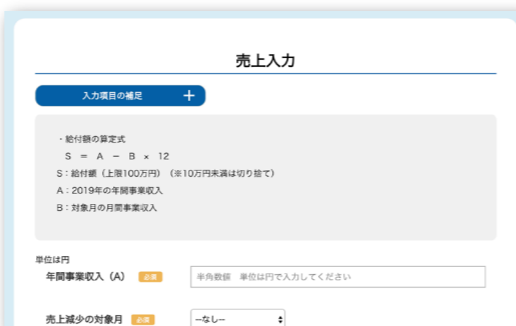 売上入力
入力項目の補足 ＋
・給付額の算定式
S = A − B × 12
S：給付額（上限100万円）（※10万円未満は切り捨て）
A：2019年の年間事業収入
B：対象月の月間事業収入
単位は円
年間事業収入（A） 必須 半角数値 単位は円で入力してください
売上減少の対象月 必須 --なし--